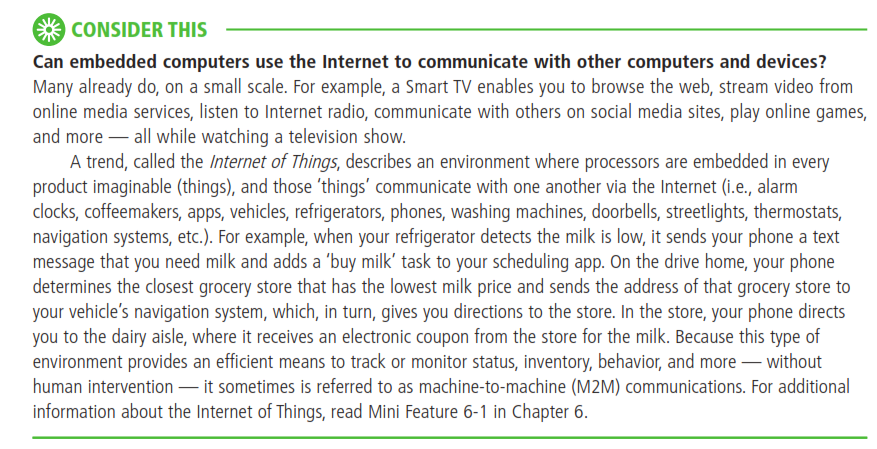 CONSIDER THIS
Can embedded computers use the Internet to communicate with other computers and devices?
Many already do, on a small scale. For example, a Smart TV enables you to browse the web, stream video from
online media services, listen to Internet radio, communicate with others on social media sites, play online games,
and more — all while watching a television show.
A trend, called the Internet of Things, describes an environment where processors are embedded in every
product imaginable (things), and those ‘things’ communicate with one another via the Internet (i.e., alarm
clocks, coffeemakers, apps, vehicles, refrigerators, phones, washing machines, doorbells, streetlights, thermostats,
navigation systems, etc.). For example, when your refrigerator detects the milk is low, it sends your phone a text
message that you need milk and adds a ‘buy milk’ task to your scheduling app. On the drive home, your phone
determines the closest grocery store that has the lowest milk price and sends the address of that grocery store to
your vehicle’s navigation system, which, in turn, gives you directions to the store. In the store, your phone directs
you to the dairy aisle, where it receives an electronic coupon from the store for the milk. Because this type of
environment provides an efficient means to track or monitor status, inventory, behavior, and more — without
human intervention — it sometimes is referred to as machine-to-machine (M2M) communications. For additional
information about the Internet of Things, read Mini Feature 6-1 in Chapter 6.